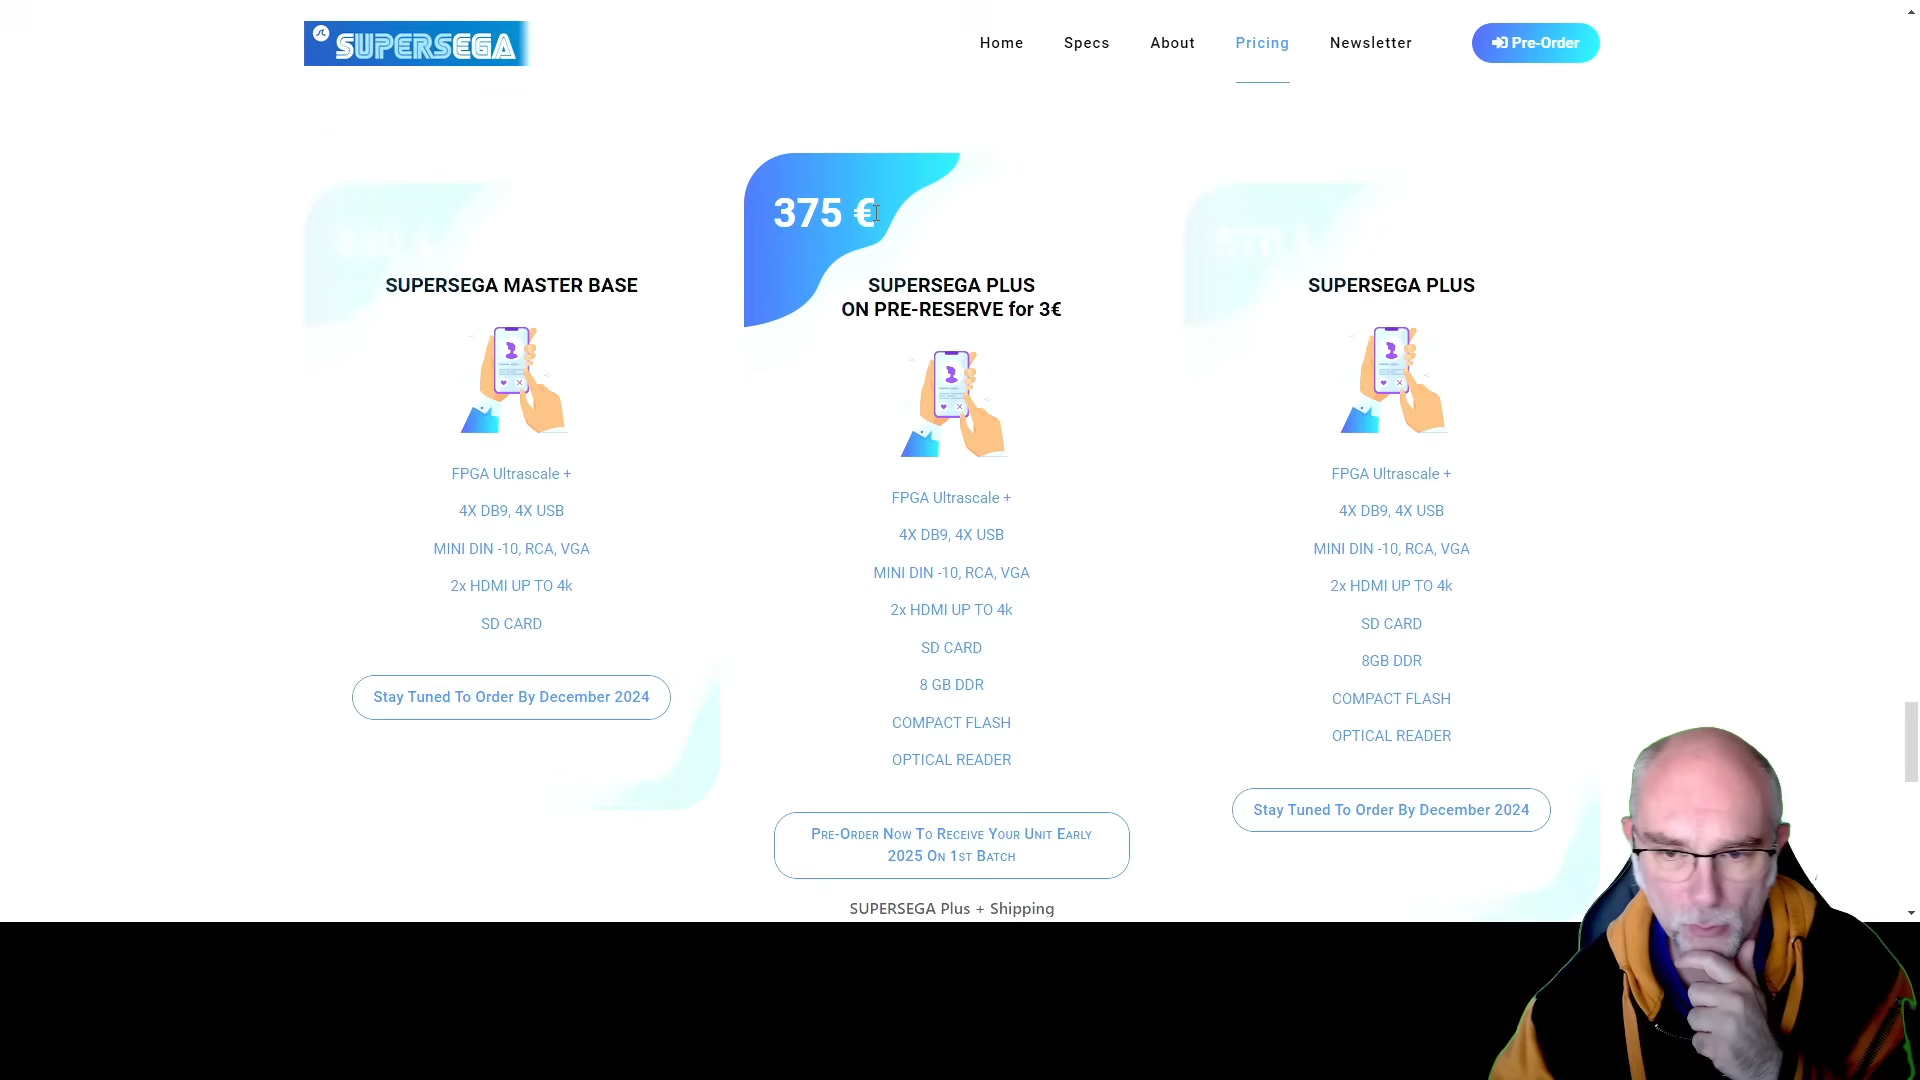 SUPERSEGA
Home
Specs
About
Pricing
Newsletter
Pre-Order
SUPERSEGA MASTER BASE
FPGA Ultrascale +
4X DB9, 4X USB
MINI DIN -10, RCA, VGA
2x HDMI UP TO 4k
SD CARD
Stay Tuned To Order By December 2024
375 €
SUPERSEGA PLUS
ON PRE-RESERVE for 3€
FPGA Ultrascale +
4X DB9, 4X USB
MINI DIN -10, RCA, VGA
2x HDMI UP TO 4k
SD CARD
8 GB DDR
COMPACT FLASH
OPTICAL READER
Pre-Order Now To Receive Your Unit Early
2025 On 1st Batch
SUPERSEGA Plus + Shipping
SUPERSEGA PLUS
FPGA Ultrascale +
4X DB9, 4X USB
MINI DIN -10, RCA, VGA
2x HDMI UP TO 4k
SD CARD
8GB DDR
COMPACT FLASH
OPTICAL READER
Stay Tuned To Order By December 2024